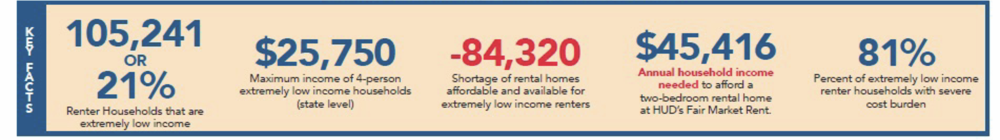 KEY FACTS
105,241
OR
21%
Renter Households that are
extremely low income
$25,750
Maximum income of 4-person
extremely low income households
(state level)
-84,320
Shortage of rental homes
affordable and available for
extremely low income renters
$45,416
Annual household income
needed to afford a
two-bedroom rental home
at HUD's Fair Market Rent.
81%
Percent of extremely low income
renter households with severe
cost burden